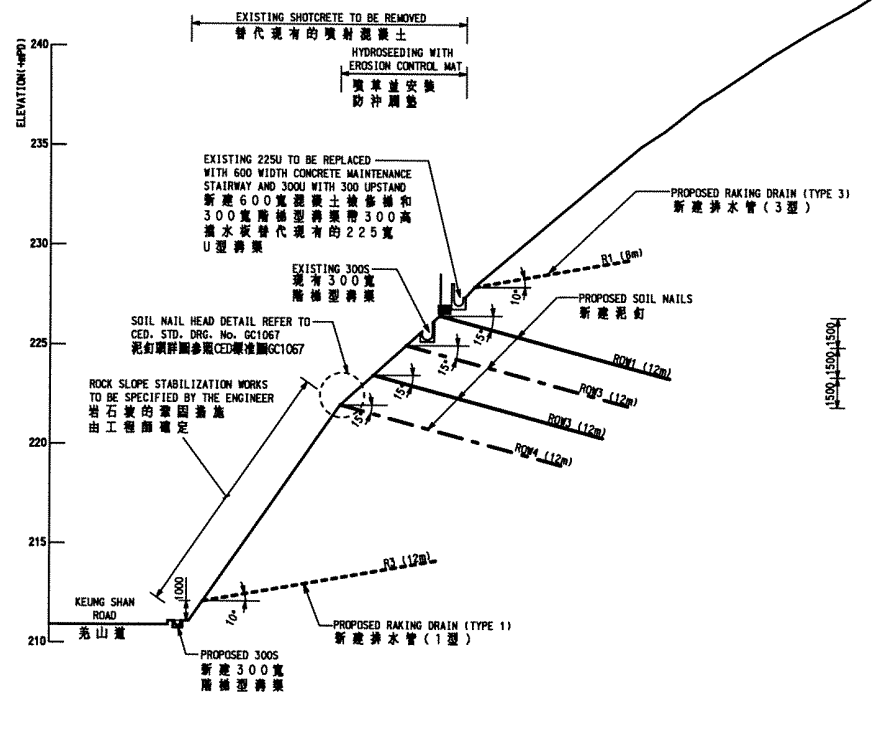 EXISTING SHOTCRETE TO BE REMOVED
替代現有的噴射混凝土
HYDROSEEDING WITH
EROSION CONTROL MAT
噴草並安裝
240
ELEVATION(+mPD)
235
EXISTING 225U TO BE REPLACED
WITH 600 WIDTH CONCRETE MAINTENANCE
STAIRWAY AND 300U WITH 300 UPSTAND
新建600寬混凝土檢修梯和
300寬階梯型溝渠帶300高
擋水板替代現有的225寬
U型溝渠
PROPOSED RAKING DRAIN (TYPE 3)
新建排水管(3型)
230
R1 (8m)
10°
EXISTING 300S
現有300寬
階梯型溝渠
PROPOSED SOIL NAILS
新建泥釘
SOIL NAIL HEAD DETAIL REFER TO
CED. STD. DRG. No. GC1067
泥釘頭詳圖參照CED標准圖GC1067
225
15°
15°
15°
15°
ROW1 (12m)
ROW3 (12m)
ROW3 (12m)
ROW4 (12m)
1500
1500
1500
ROCK SLOPE STABILIZATION WORKS
TO BE SPECIFIED BY THE ENGINEER
岩石坡的鞏固措施
由工程師確定
220
215
R3 (12m)
1000
10°
KEUNG SHAN
ROAD
羌山道
210
PROPOSED RAKING DRAIN (TYPE 1)
新建排水管(1型)
PROPOSED 300S
新建300寬
階梯型溝渠